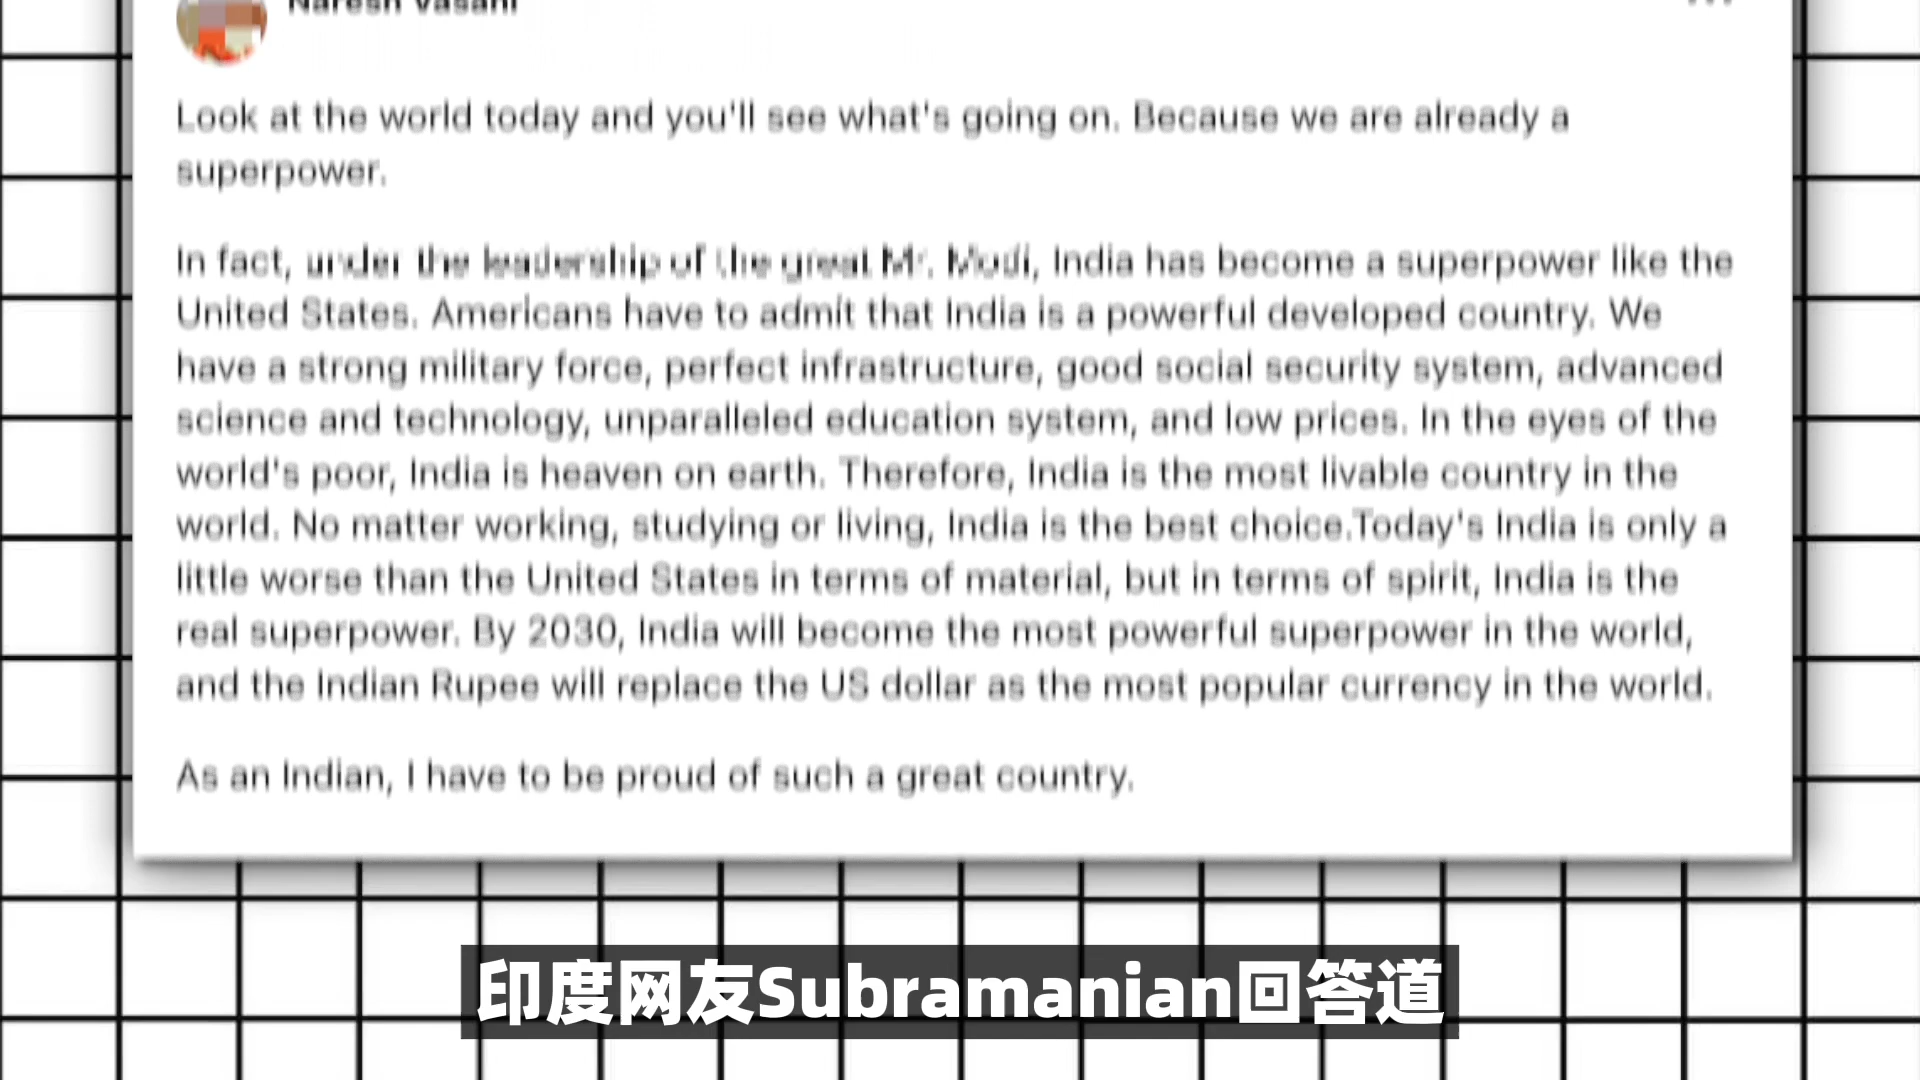 Naresh Vasani
Look at the world today and you'll see what's going on. Because we are already a
superpower.
In fact, under the leadership of the great Mr. Modi, India has become a superpower like the
United States. Americans have to admit that India is a powerful developed country. We
have a strong military force, perfect infrastructure, good social security system, advanced
science and technology, unparalleled education system, and low prices. In the eyes of the
world's poor, India is heaven on earth. Therefore, India is the most livable country in the
world. No matter working, studying or living, India is the best choice.Today's India is only a
little worse than the United States in terms of material, but in terms of spirit, India is the
real superpower. By 2030, India will become the most powerful superpower in the world,
and the Indian Rupee will replace the US dollar as the most popular currency in the world.
As an Indian, I have to be proud of such a great country.
印度网友Subramanian回答道